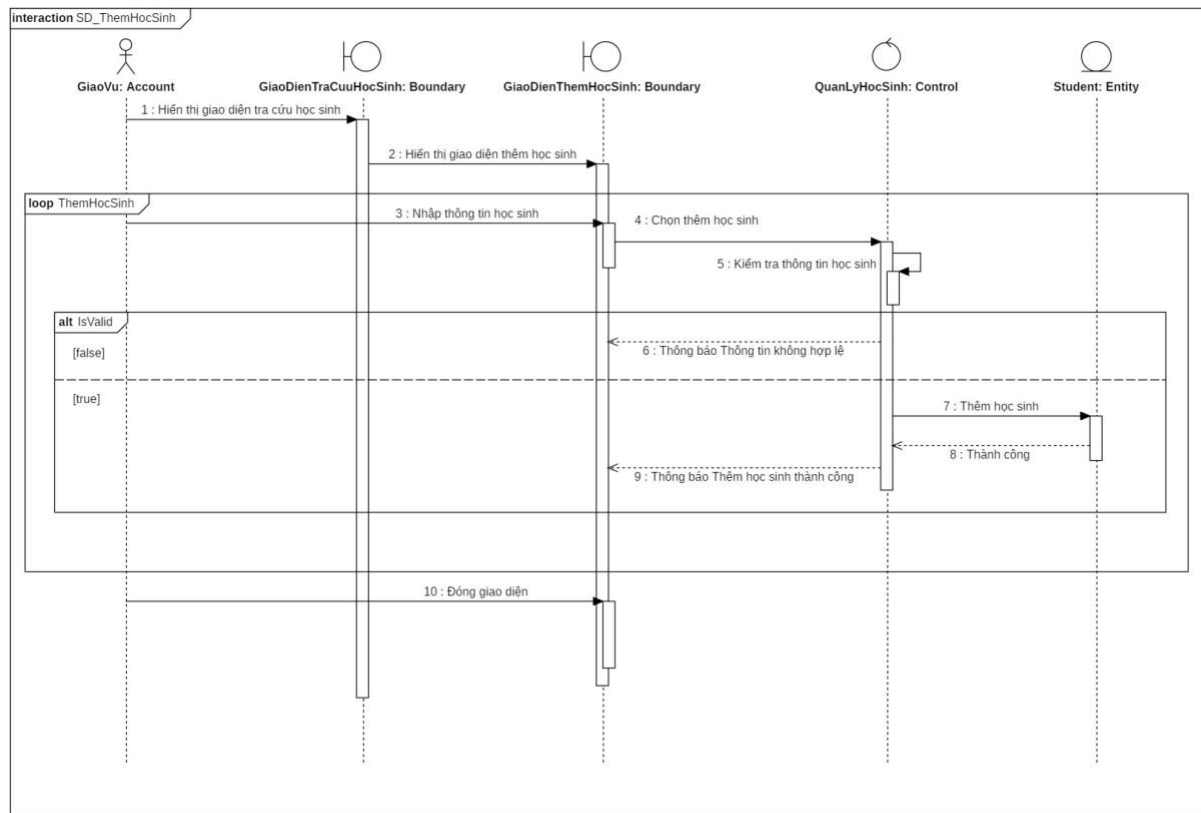 interaction SD_ThemHocSinh
GiaoVu: Account
GiaoDienTraCuuHocSinh: Boundary
GiaoDienThemHocSinh: Boundary
QuanLyHocSinh: Control
Student: Entity
1 : Hiển thị giao diện tra cứu học sinh
2 : Hiển thị giao diện thêm học sinh
loop ThemHocSinh
3 : Nhập thông tin học sinh
4 : Chọn thêm học sinh
5 : Kiểm tra thông tin học sinh
alt IsValid
[false]
6 : Thông báo Thông tin không hợp lệ
[true]
7 : Thêm học sinh
8 : Thành công
9 : Thông báo Thêm học sinh thành công
10 : Đóng giao diện